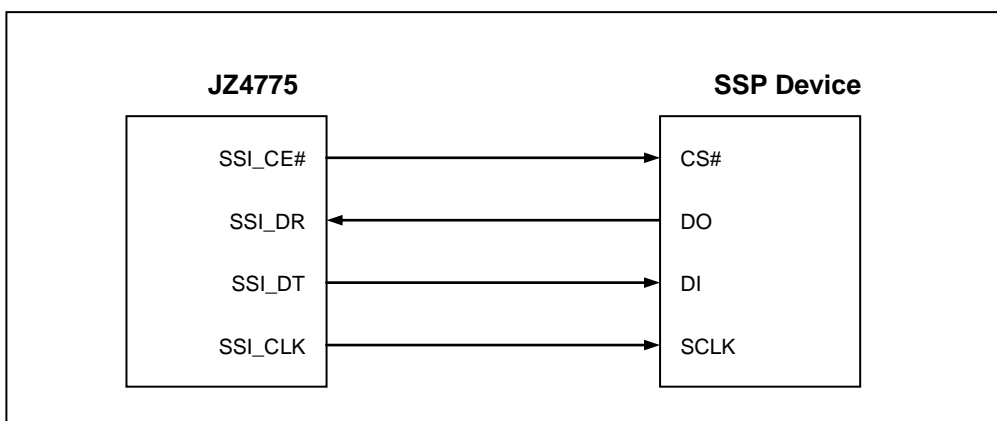 JZ4775
SSP Device
SSI_CE#
CS#
SSI_DR
DO
SSI_DT
DI
SSI_CLK
SCLK